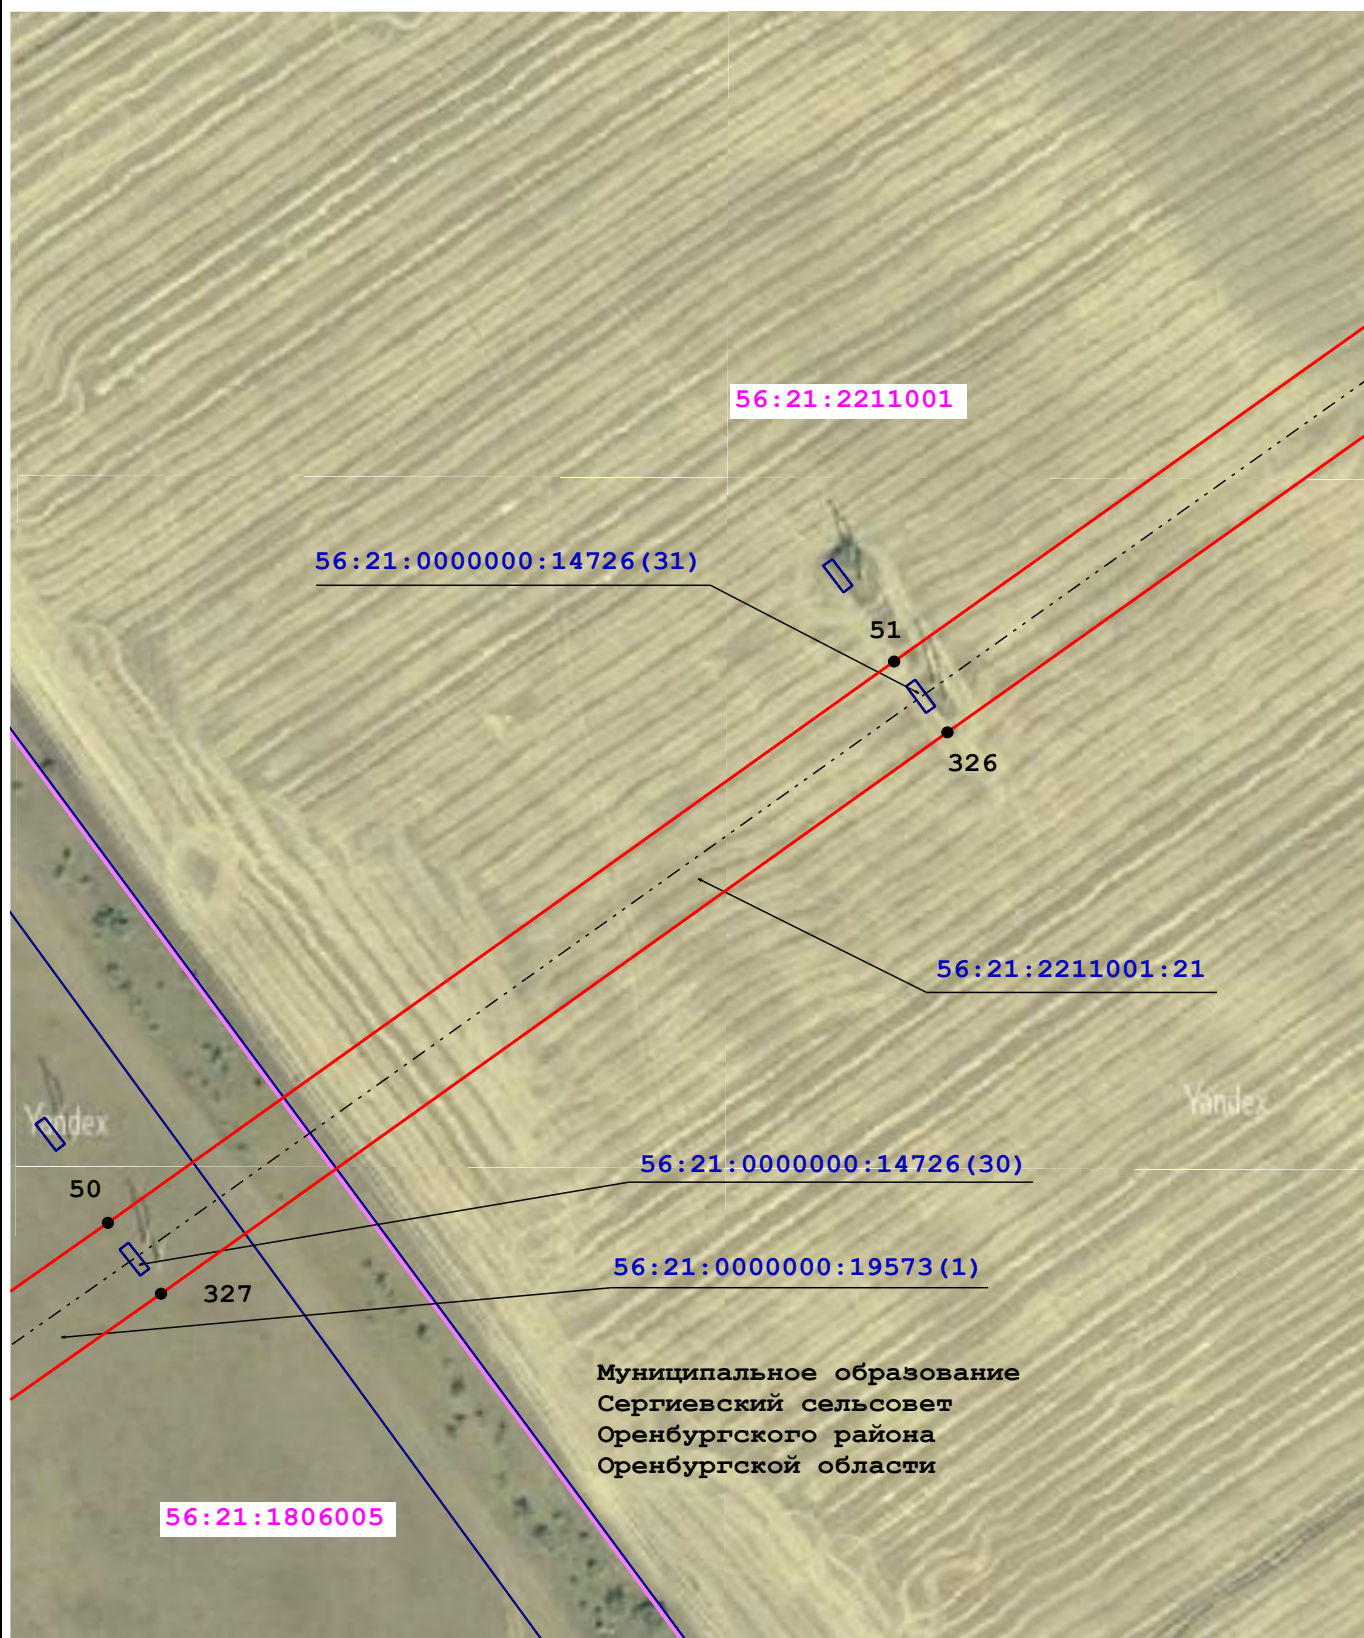 56:21:2211001
56:21:0000000:14726(31)
51
326
56:21:2211001:21
Yandex
Yandex
56:21:0000000:14726(30)
50
56:21:0000000:19573(1)
327
Муниципальное образование
Сергиевский сельсовет
Оренбургского района
Оренбургской области
56:21:1806005